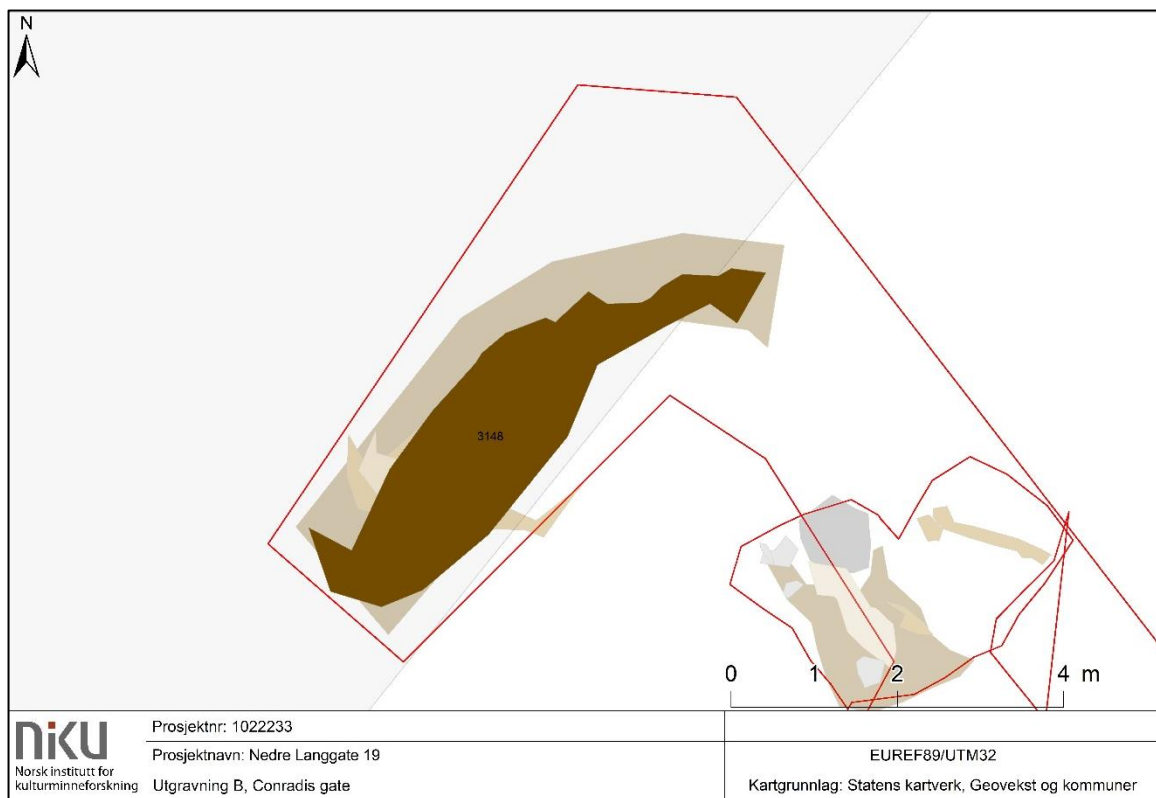 N
3148
0 1 2 4 m
niku
Norsk institutt for
kulturminneforskning
Prosjektnr: 1022233
Prosjektnavn: Nedre Langgate 19
Utgravning B, Conradis gate
EUREF89/UTM32
Kartgrunnlag: Statens kartverk, Geovekst og kommuner